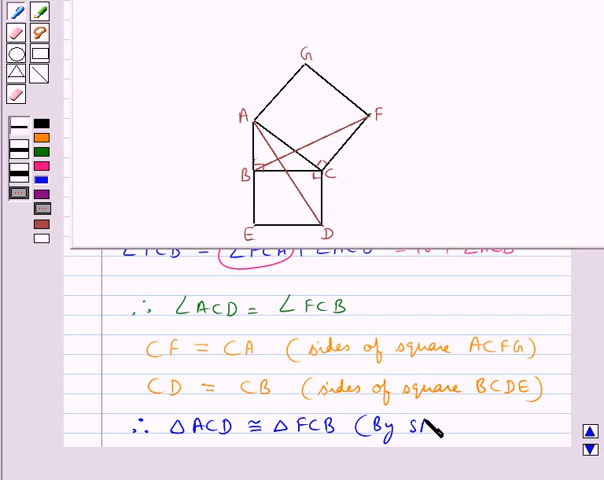 G
A
F
B
C
E
D
∴ ∠ACD = ∠FCB
CF = CA (sides of square ACFG)
CD = CB (sides of square BCDE)
∴ △ACD ≅ △FCB (By